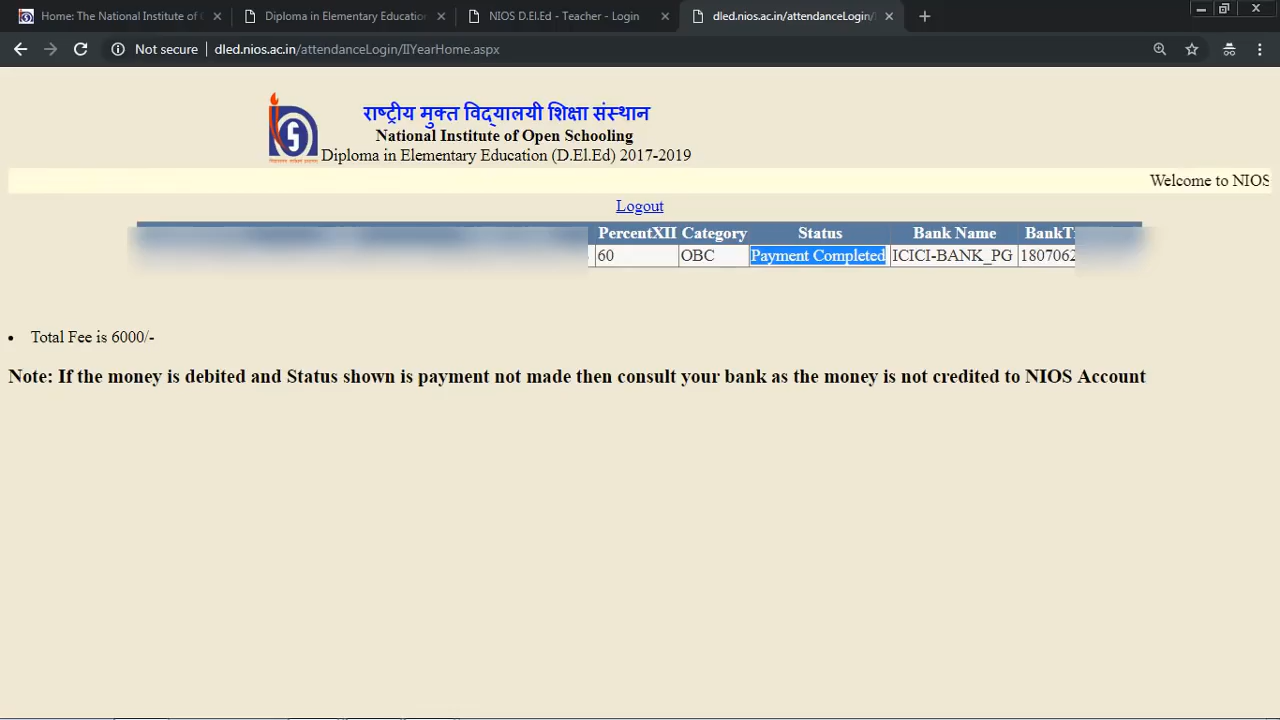 Home: The National Institute of
Diploma in Elementary Education
NIOS D.El.Ed - Teacher - Login
dled.nios.ac.in/attendanceLogin/
Not secure
dled.nios.ac.in/attendanceLogin/IIYearHome.aspx
राष्ट्रीय मुक्त विद्यालयी शिक्षा संस्थान
National Institute of Open Schooling
Diploma in Elementary Education (D.El.Ed) 2017-2019
Welcome to NIOS
Logout
PercentXII Category Status Bank Name BankT
60 OBC Payment Completed ICICI-BANK_PG 1807062
• Total Fee is 6000/-
Note: If the money is debited and Status shown is payment not made then consult your bank as the money is not credited to NIOS Account